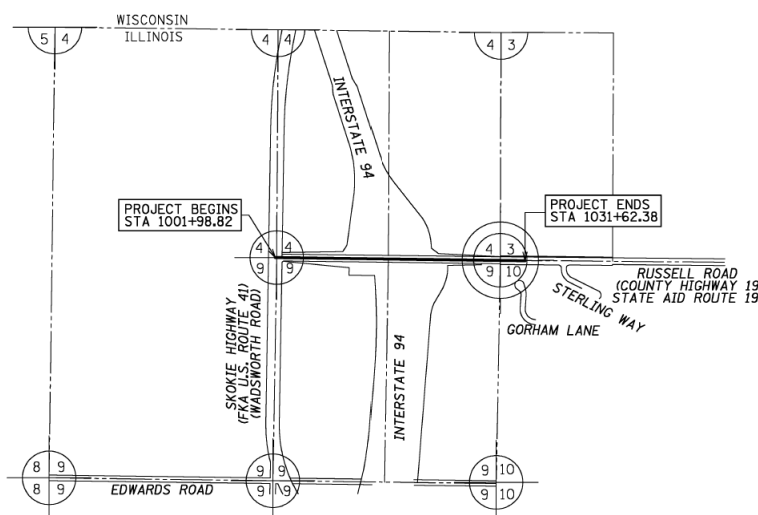 WISCONSIN
ILLINOIS
5 4
4 4
4 3
INTERSTATE 94
PROJECT BEGINS
STA 1001+98.82
PROJECT ENDS
STA 1031+62.38
4 4
9 9
4 3
9 10
RUSSELL ROAD
(COUNTY HIGHWAY 19
STATE AID ROUTE 19
STERLING WAY
GORHAM LANE
SKOKIE HIGHWAY
(FKA U.S. ROUTE 41)
(WADSWORTH ROAD)
INTERSTATE 94
8 9
8 9
9 9
9 9
9 10
9 10
EDWARDS ROAD